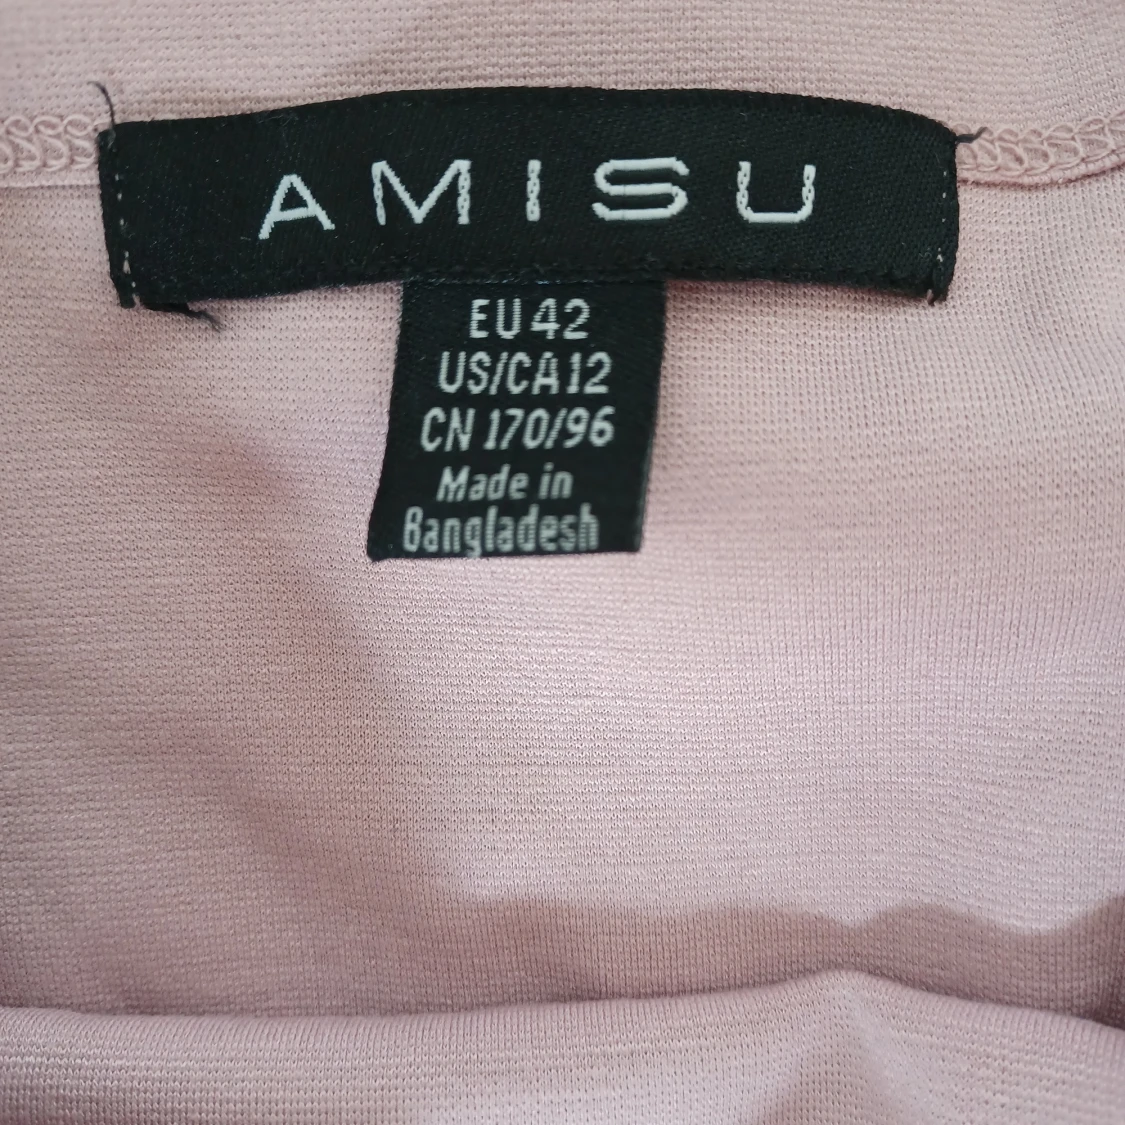 AMISU
EU 42
US/CA 12
CN 170/96
Made in
Bangladesh